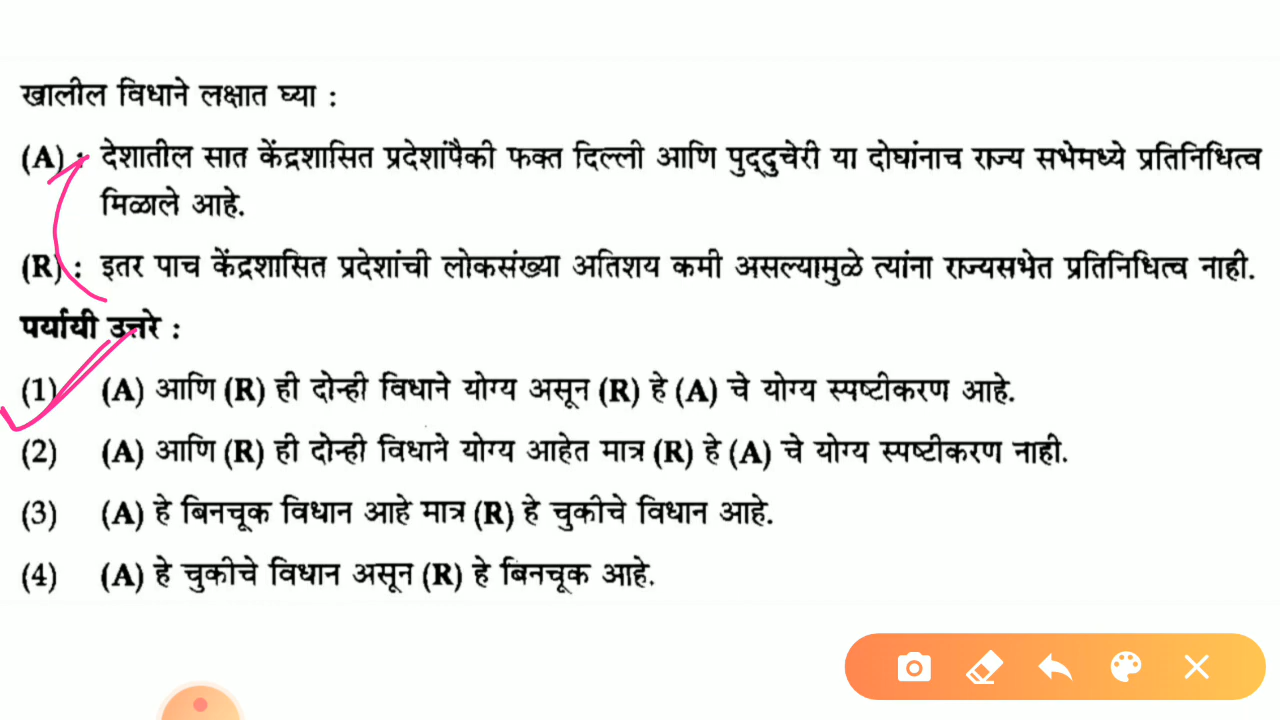 खालील विधाने लक्षात घ्या :
(A) : देशातील सात केंद्रशासित प्रदेशांपैकी फक्त दिल्ली आणि पुद्दुचेरी या दोघांनाच राज्य सभेमध्ये प्रतिनिधित्व
मिळाले आहे.
(R) : इतर पाच केंद्रशासित प्रदेशांची लोकसंख्या अतिशय कमी असल्यामुळे त्यांना राज्यसभेत प्रतिनिधित्व नाही.
पर्यायी उत्तरे :
(1) (A) आणि (R) ही दोन्ही विधाने योग्य असून (R) हे (A) चे योग्य स्पष्टीकरण आहे.
(2) (A) आणि (R) ही दोन्ही विधाने योग्य आहेत मात्र (R) हे (A) चे योग्य स्पष्टीकरण नाही.
(3) (A) हे बिनचूक विधान आहे मात्र (R) हे चुकीचे विधान आहे.
(4) (A) हे चुकीचे विधान असून (R) हे बिनचूक आहे.